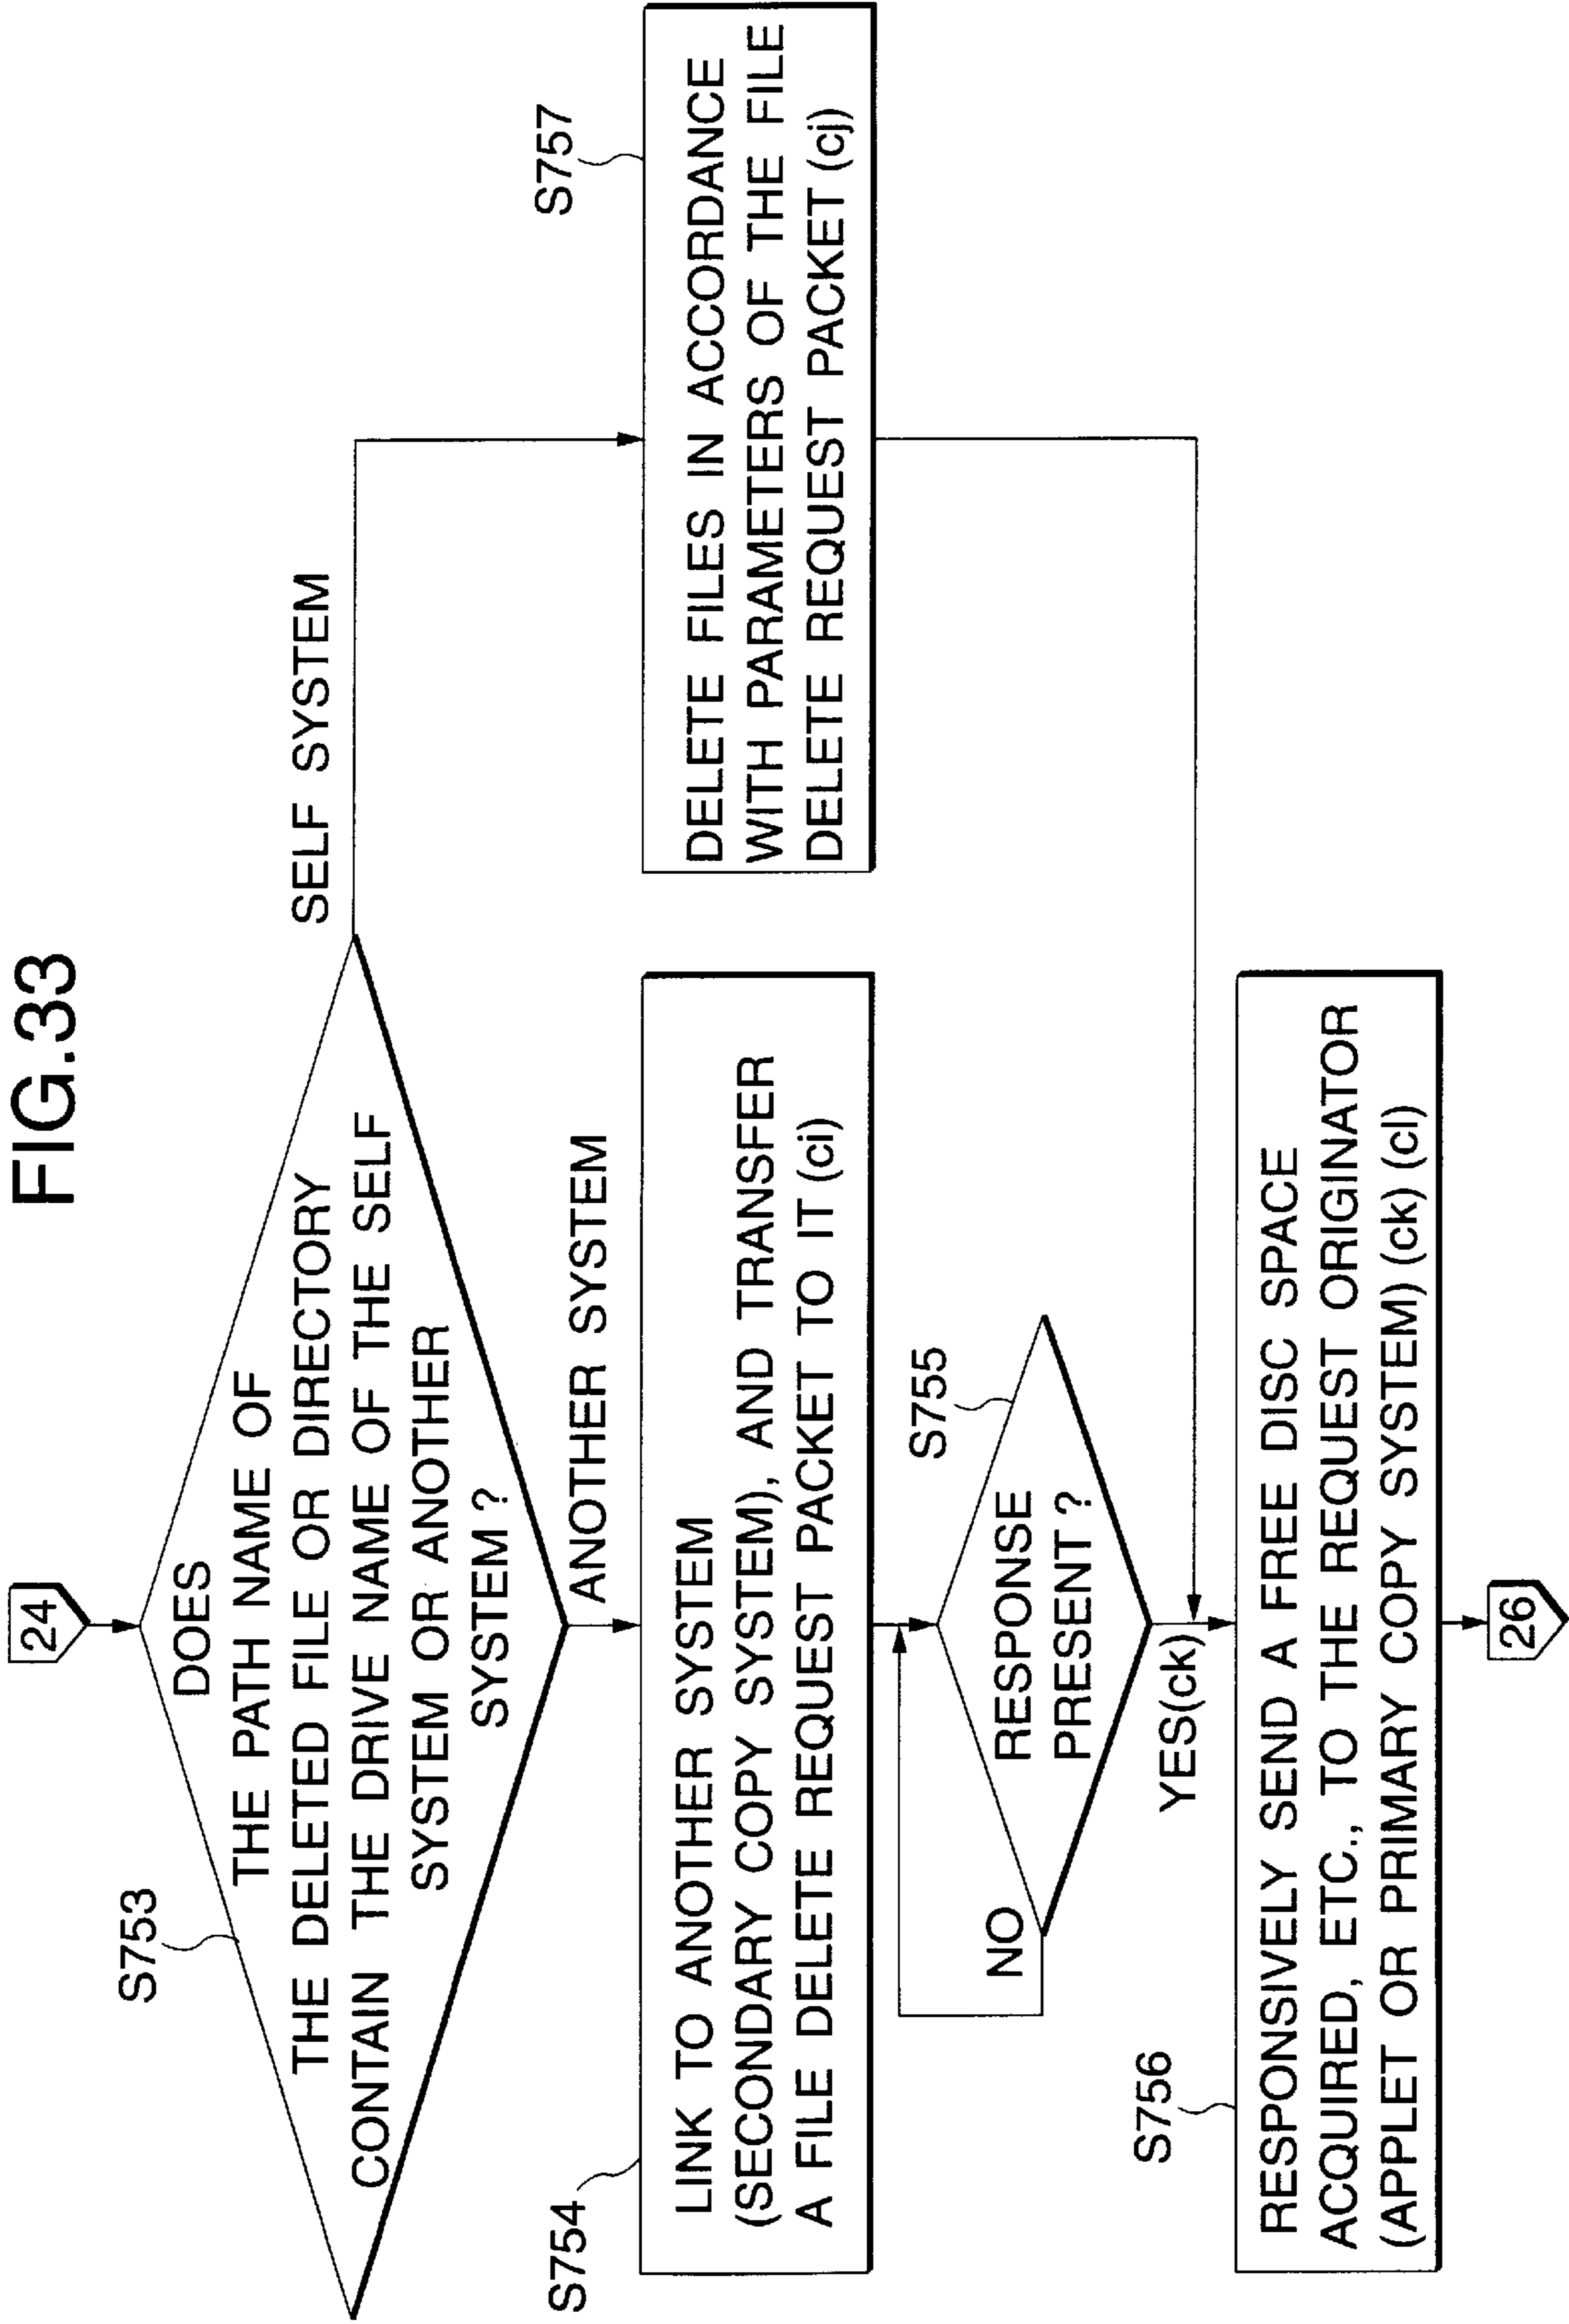 FIG.33
24
S753
DOES
THE PATH NAME OF
THE DELETED FILE OR DIRECTORY
CONTAIN THE DRIVE NAME OF THE SELF
SYSTEM OR ANOTHER
SYSTEM ?
SELF SYSTEM
ANOTHER SYSTEM
S754
LINK TO ANOTHER SYSTEM
(SECONDARY COPY SYSTEM), AND TRANSFER
A FILE DELETE REQUEST PACKET TO IT (ci)
S757
DELETE FILES IN ACCORDANCE
WITH PARAMETERS OF THE FILE
DELETE REQUEST PACKET (cj)
S755
RESPONSE
PRESENT ?
NO
YES(ck)
S756
RESPONSIVELY SEND A FREE DISC SPACE
ACQUIRED, ETC., TO THE REQUEST ORIGINATOR
(APPLET OR PRIMARY COPY SYSTEM) (ck) (cl)
26